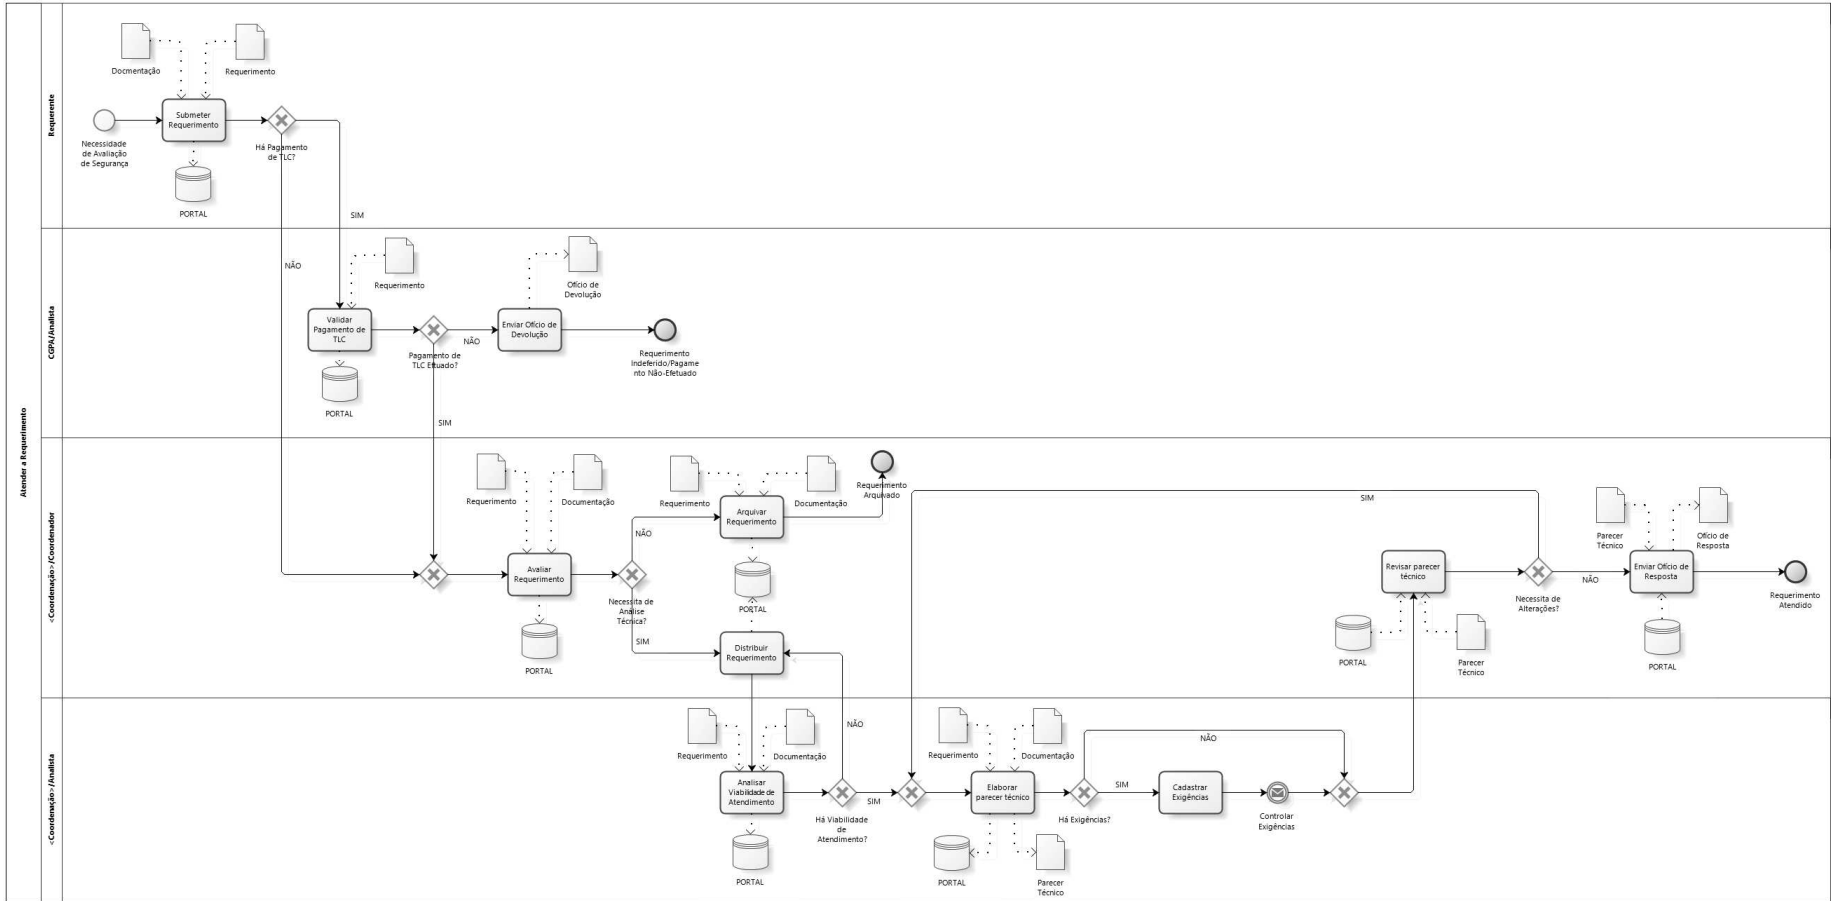 Atender a Requerimento
Requerente
Docmentação
Requerimento
Submeter
Requerimento
Necessidade
de Avaliação
de Segurança
Há Pagamento
de TLC?
PORTAL
SIM
NÃO
CGPA/Analista
Requerimento
Ofício de
Devolução
Validar
Pagamento de
TLC
Enviar Ofício de
Devolução
NÃO
Pagamento de
TLC Efituado?
Requerimento
Indeferido/Pagame
nto Não-Efetuado
PORTAL
SIM
<Coordenação>/Coordenador
Requerimento
Documentação
Requerimento
Documentação
Requerimento
Arquivado
SIM
Arquivar
Requerimento
NÃO
Parecer
Técnico
Ofício de
Resposta
Avaliar
Requerimento
Revisar parecer
técnico
Enviar Ofício de
Resposta
NÃO
Necessita de
Análise
Técnica?
PORTAL
Necessita de
Alterações?
Requerimento
Atendido
SIM
Distribuir
Requerimento
PORTAL
PORTAL
Parecer
Técnico
PORTAL
<Coordenação>/Analista
NÃO
Requerimento
Documentação
Requerimento
Documentação
NÃO
Analisar
Viabilidade de
Atendimento
SIM
Elaborar
parecer técnico
SIM
Cadastrar
Exigências
Há Viabilidade
de
Atendimento?
Há Exigências?
Controlar
Exigências
PORTAL
PORTAL
Parecer
Técnico